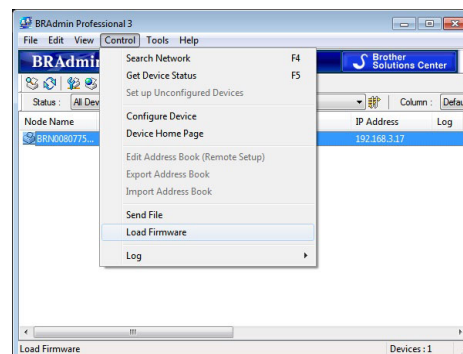 BRAdmin Professional 3
File Edit View Control Tools Help
BRAdmi
Brother
Solutions Center
Search Network F4
Get Device Status F5
Set up Unconfigured Devices
Configure Device
Device Home Page
Edit Address Book (Remote Setup)
Export Address Book
Import Address Book
Send File
Load Firmware
Log
Status : All Dev
Column : Defau
Node Name IP Address Log
BRN0080775... 192.168.3.17
Load Firmware Devices : 1